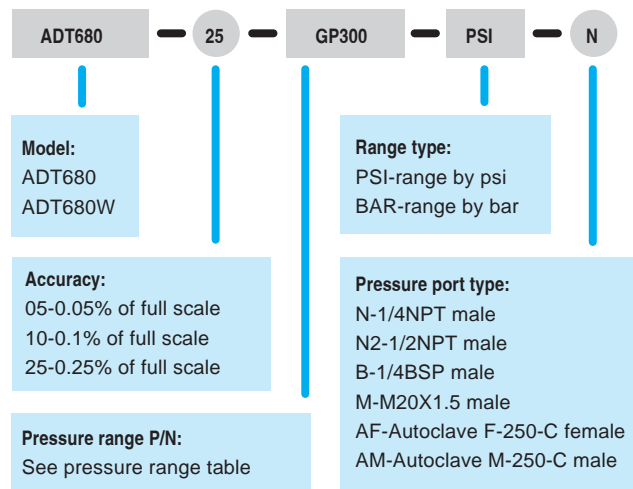 ADT680 25 GP300 PSI N
Model:
ADT680
ADT680W
Range type:
PSI-range by psi
BAR-range by bar
Accuracy:
05-0.05% of full scale
10-0.1% of full scale
25-0.25% of full scale
Pressure port type:
N-1/4NPT male
N2-1/2NPT male
B-1/4BSP male
M-M20X1.5 male
AF-Autoclave F-250-C female
AM-Autoclave M-250-C male
Pressure range P/N:
See pressure range table